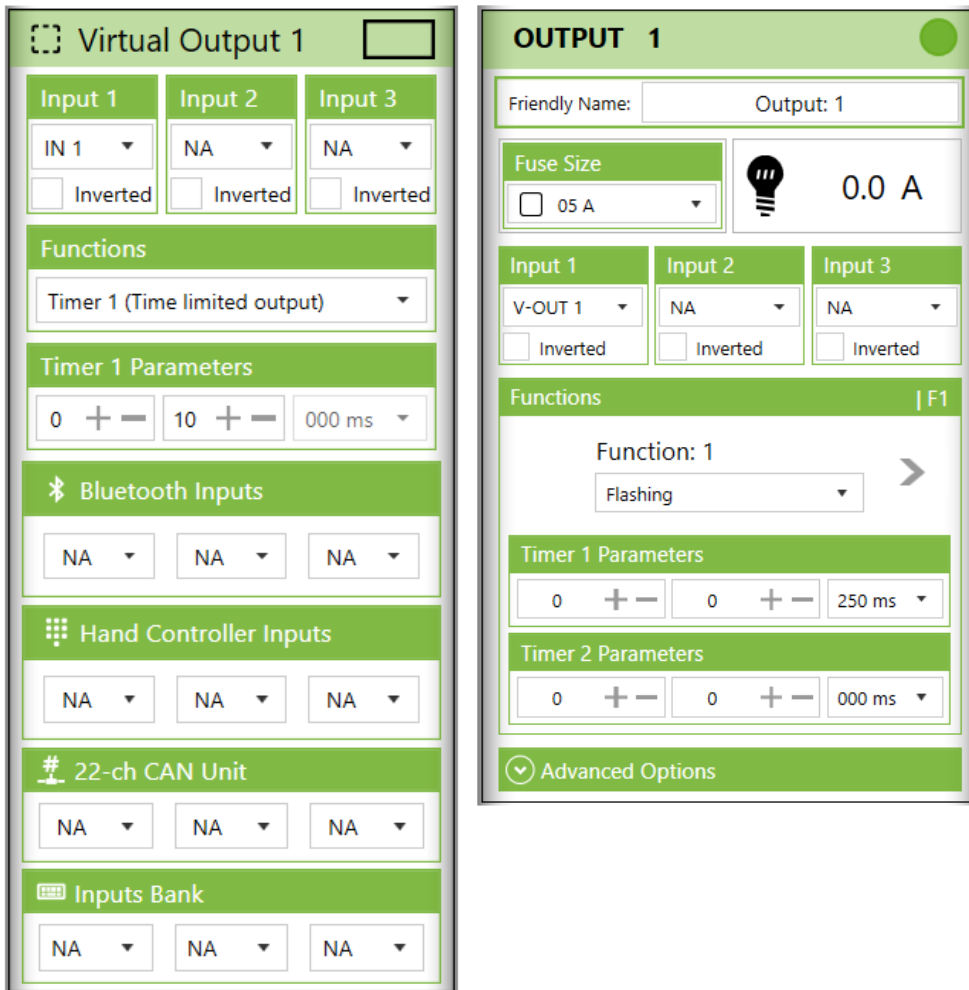 Virtual Output 1
Input 1 Input 2 Input 3
IN 1 NA NA
Inverted Inverted Inverted
Functions
Timer 1 (Time limited output)
Timer 1 Parameters
0 10 000 ms
Bluetooth Inputs
NA NA NA
Hand Controller Inputs
NA NA NA
22-ch CAN Unit
NA NA NA
Inputs Bank
NA NA NA
OUTPUT 1
Friendly Name: Output: 1
Fuse Size
05 A
0.0 A
Input 1 Input 2 Input 3
V-OUT 1 NA NA
Inverted Inverted Inverted
Functions | F1
Function: 1
Flashing
Timer 1 Parameters
0 0 250 ms
Timer 2 Parameters
0 0 000 ms
Advanced Options